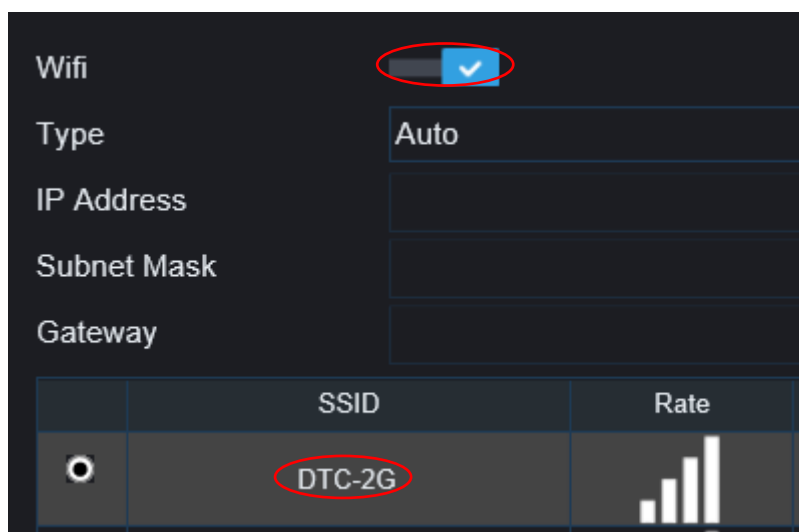 Wifi
Type Auto
IP Address
Subnet Mask
Gateway
SSID Rate
DTC-2G